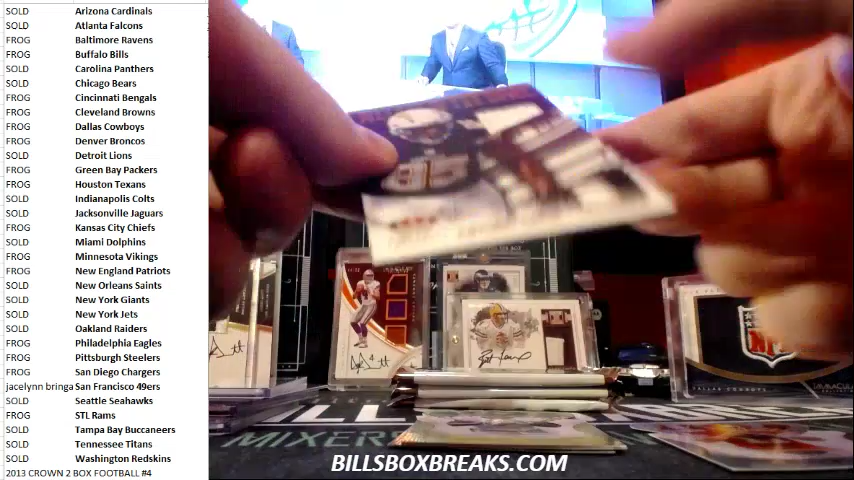 SOLD Arizona Cardinals
SOLD Atlanta Falcons
FROG Baltimore Ravens
FROG Buffalo Bills
SOLD Carolina Panthers
SOLD Chicago Bears
FROG Cincinnati Bengals
FROG Cleveland Browns
FROG Dallas Cowboys
FROG Denver Broncos
SOLD Detroit Lions
FROG Green Bay Packers
FROG Houston Texans
SOLD Indianapolis Colts
SOLD Jacksonville Jaguars
FROG Kansas City Chiefs
SOLD Miami Dolphins
FROG Minnesota Vikings
FROG New England Patriots
SOLD New Orleans Saints
SOLD New York Giants
SOLD New York Jets
SOLD Oakland Raiders
FROG Philadelphia Eagles
FROG Pittsburgh Steelers
FROG San Diego Chargers
jacelynn bringa San Francisco 49ers
SOLD Seattle Seahawks
FROG STL Rams
SOLD Tampa Bay Buccaneers
SOLD Tennessee Titans
SOLD Washington Redskins
2013 CROWN 2 BOX FOOTBALL #4
NFL
DALLAS COWBOYS
MIXER
BILLSBOXBREAKS.COM